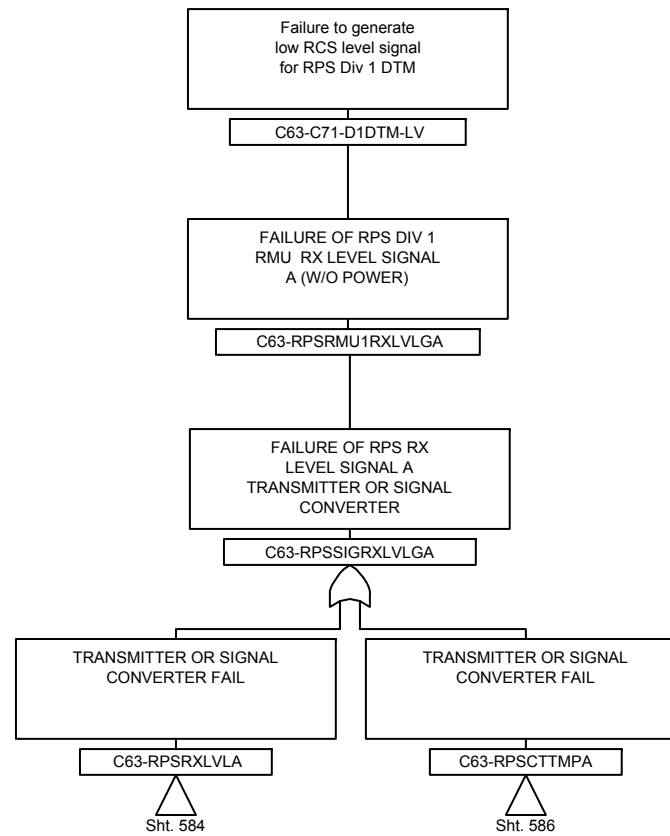 Failure to generate
low RCS level signal
for RPS Div 1 DTM
C63-C71-D1DTM-LV
FAILURE OF RPS DIV 1
RMU RX LEVEL SIGNAL
A (W/O POWER)
C63-RPSRMU1RXLVLGA
FAILURE OF RPS RX
LEVEL SIGNAL A
TRANSMITTER OR SIGNAL
CONVERTER
C63-RPSSIGRXLVLGA
TRANSMITTER OR SIGNAL
CONVERTER FAIL
C63-RPSRXLVLA
Sht. 584
TRANSMITTER OR SIGNAL
CONVERTER FAIL
C63-RPSCTTMPA
Sht. 586